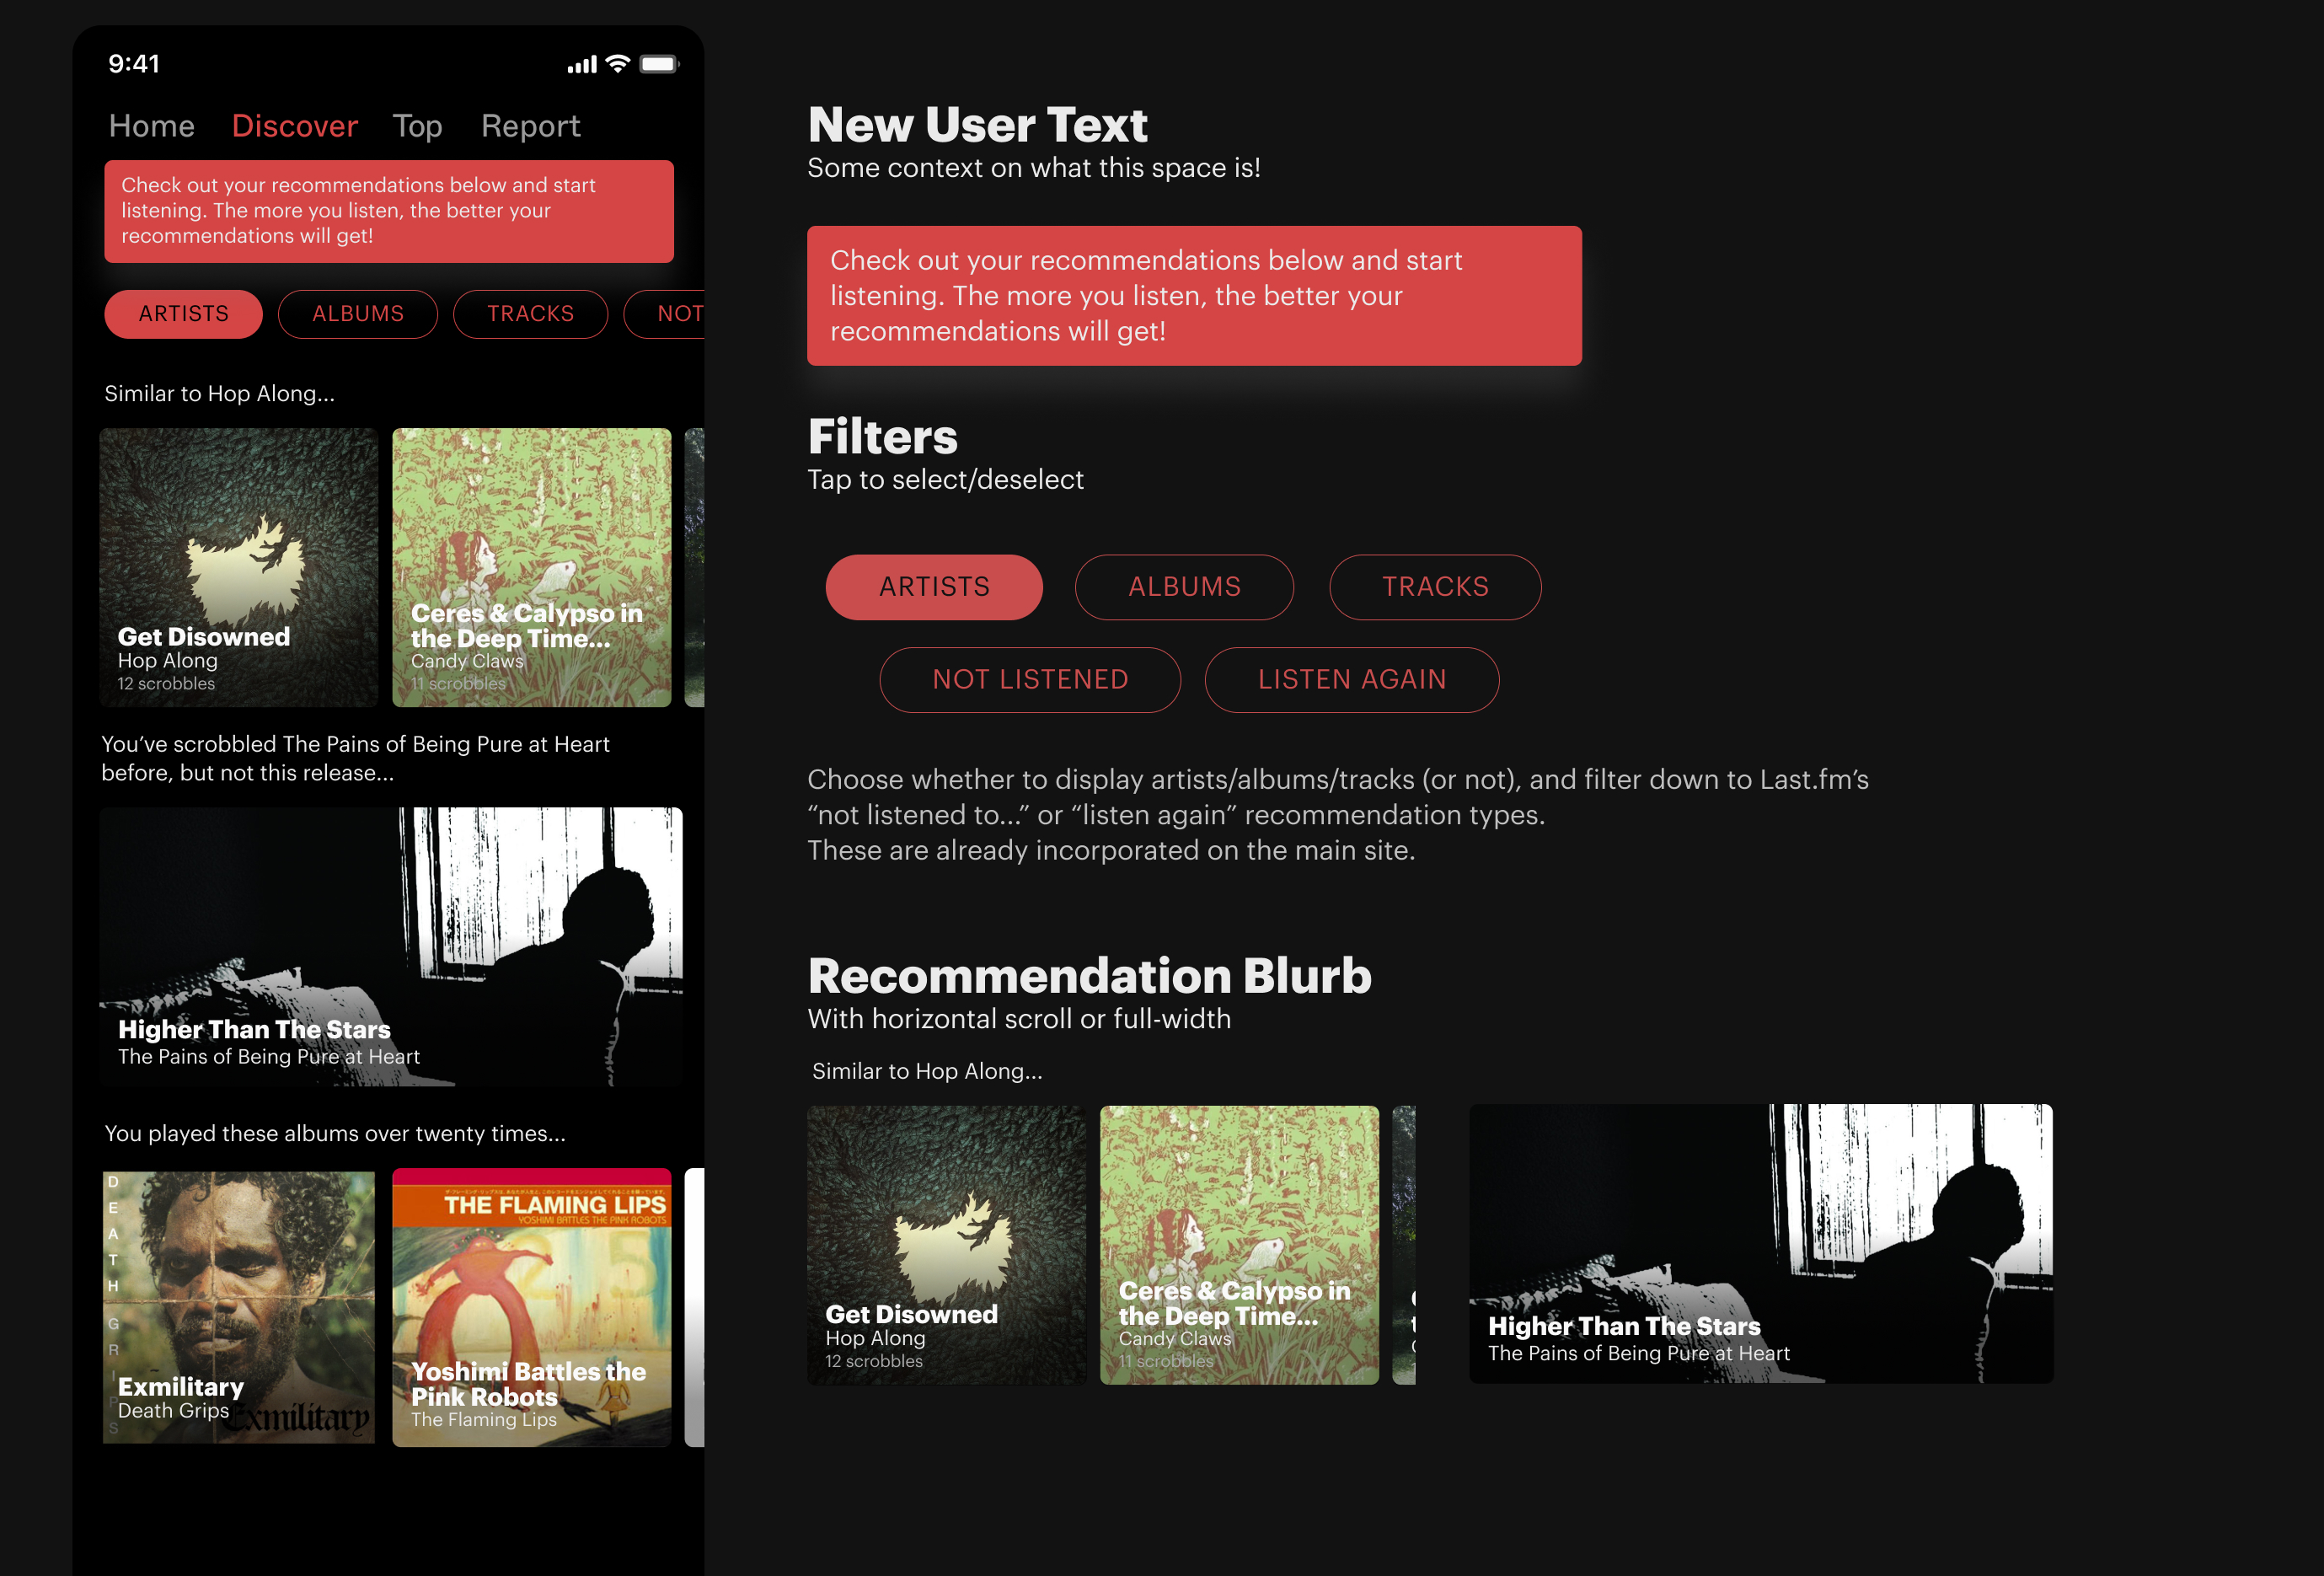 9:41
Home Discover Top Report
Check out your recommendations below and start
listening. The more you listen, the better your
recommendations will get!
ARTISTS ALBUMS TRACKS NOT
Similar to Hop Along...
Get Disowned
Hop Along
12 scrobbles
Ceres & Calypso in
the Deep Time...
Candy Claws
11 scrobbles
You’ve scrobbled The Pains of Being Pure at Heart
before, but not this release...
Higher Than The Stars
The Pains of Being Pure at Heart
You played these albums over twenty times...
DEATH GRIPS
Exmilitary
Exmilitary
Death Grips
THE FLAMING LIPS
YOSHIMI BATTLES THE PINK ROBOTS
Yoshimi Battles the
Pink Robots
The Flaming Lips
New User Text
Some context on what this space is!
Check out your recommendations below and start
listening. The more you listen, the better your
recommendations will get!
Filters
Tap to select/deselect
ARTISTS ALBUMS TRACKS
NOT LISTENED LISTEN AGAIN
Choose whether to display artists/albums/tracks (or not), and filter down to Last.fm’s
“not listened to...” or “listen again” recommendation types.
These are already incorporated on the main site.
Recommendation Blurb
With horizontal scroll or full-width
Similar to Hop Along...
Get Disowned
Hop Along
12 scrobbles
Ceres & Calypso in
the Deep Time...
Candy Claws
11 scrobbles
Higher Than The Stars
The Pains of Being Pure at Heart